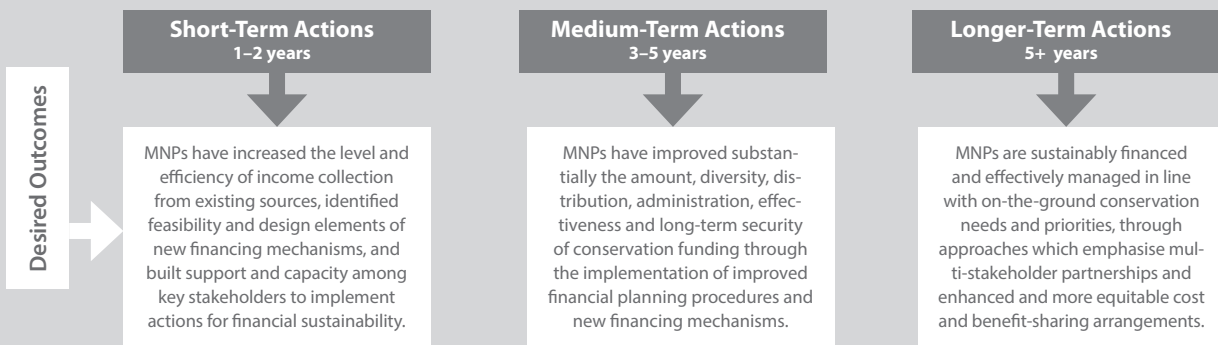 Short-Term Actions
1–2 years
Medium-Term Actions
3–5 years
Longer-Term Actions
5+ years
Desired Outcomes
MNPs have increased the level and
efficiency of income collection
from existing sources, identified
feasibility and design elements of
new financing mechanisms, and
built support and capacity among
key stakeholders to implement
actions for financial sustainability.
MNPs have improved substan-
tially the amount, diversity, dis-
tribution, administration, effec-
tiveness and long-term security
of conservation funding through
the implementation of improved
financial planning procedures and
new financing mechanisms.
MNPs are sustainably financed
and effectively managed in line
with on-the-ground conservation
needs and priorities, through
approaches which emphasise mul-
ti-stakeholder partnerships and
enhanced and more equitable cost
and benefit-sharing arrangements.